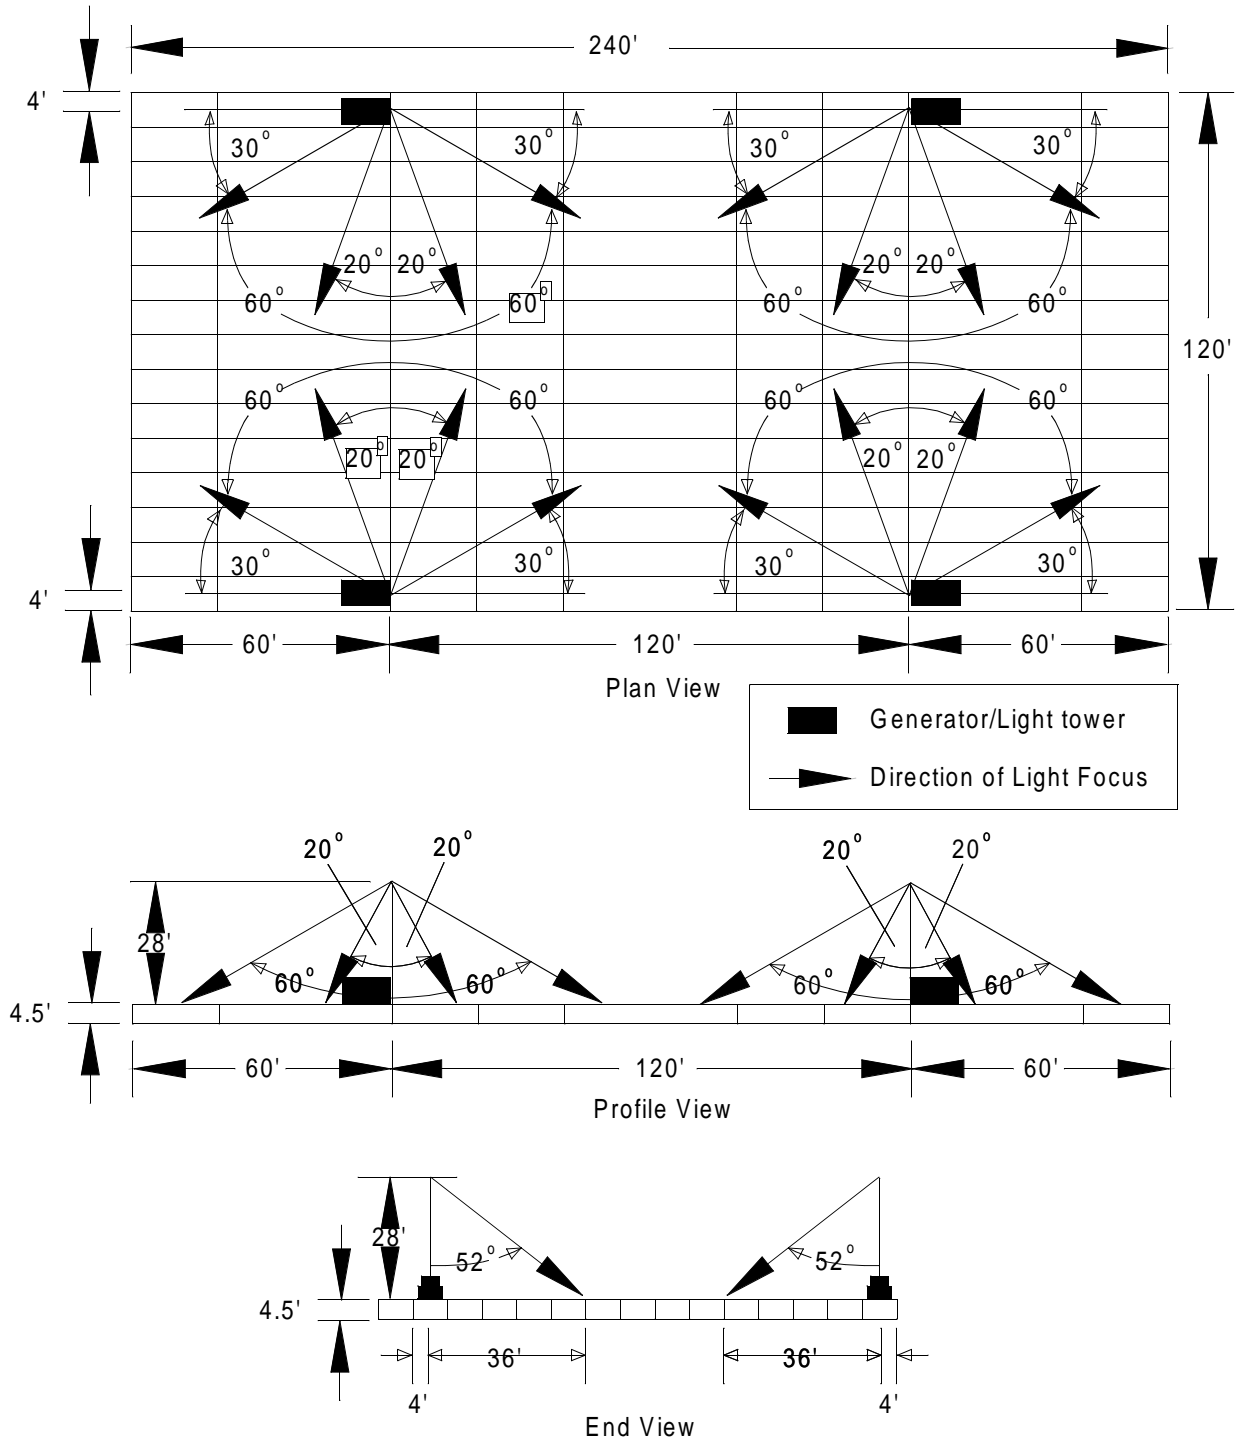 240'
4'
30° 30° 30° 30°
20° 20° 20° 20°
60° 60° 60° 60°
120'
60° 60° 60° 60°
20° 20° 20° 20°
30° 30° 30° 30°
4'
60' 120' 60'
Plan View
Generator/Light tower
Direction of Light Focus
20° 20° 20° 20°
28'
60° 60° 60° 60°
4.5'
60' 120' 60'
Profile View
28'
52° 52°
4.5'
36' 36'
4' 4'
End View